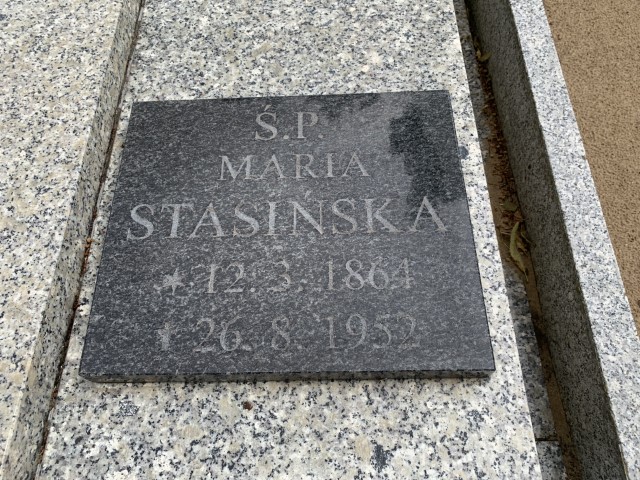 Ś.P.
MARIA
STASIŃSKA
* 12. 3. 1864
† 26. 8. 1952